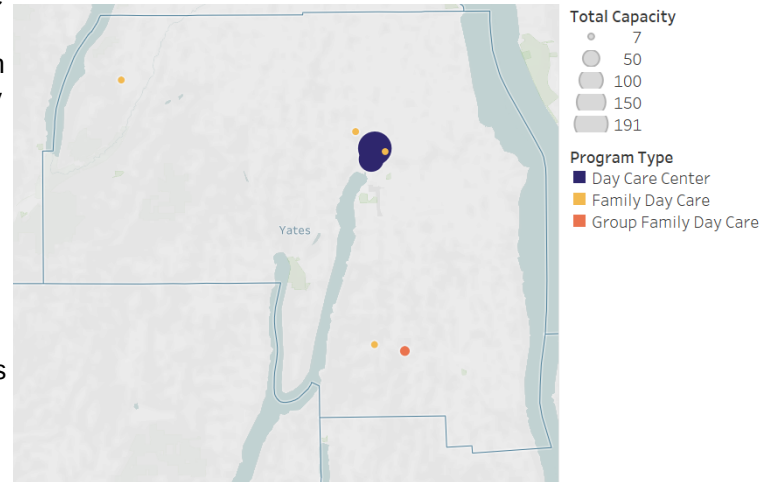 Total Capacity
7
50
100
150
191
Program Type
Day Care Center
Family Day Care
Group Family Day Care
Yates